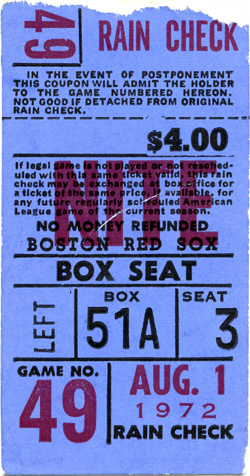 49
RAIN CHECK
IN THE EVENT OF POSTPONEMENT
THIS COUPON WILL ADMIT THE HOLDER
TO THE GAME NUMBERED HEREON.
NOT GOOD IF DETACHED FROM ORIGINAL
RAIN CHECK.
$4.00
NITE
If legal game is not played or not resched-
uled with this same ticket valid, this rain
check may be exchanged at box office for
a ticket of the same price, if available, for
any future regularly scheduled American
League game this current season.
NO MONEY REFUNDED
BOSTON RED SOX
BOX SEAT
LEFT
BOX
51A
SEAT
3
GAME NO.
49
AUG. 1
1972
RAIN CHECK